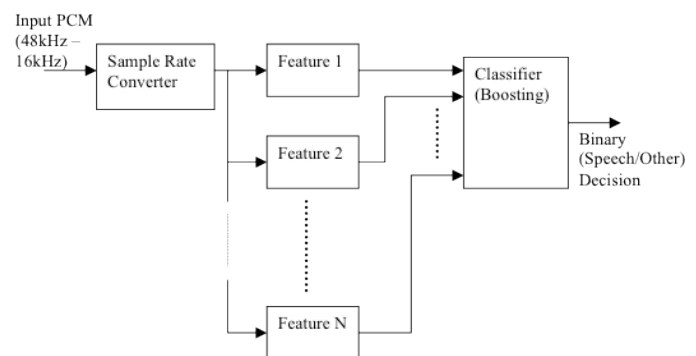 Input PCM
(48kHz –
16kHz)
Sample Rate
Converter
Feature 1
Feature 2
Feature N
Classifier
(Boosting)
Binary
(Speech/Other)
Decision